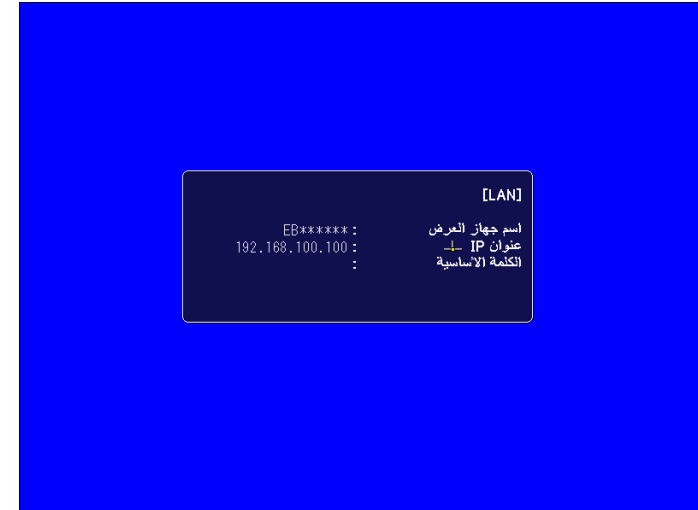 [LAN]
اسم جهاز العرض : EB******
عنوان IP : 192.168.100.100
الكلمة الأساسية :